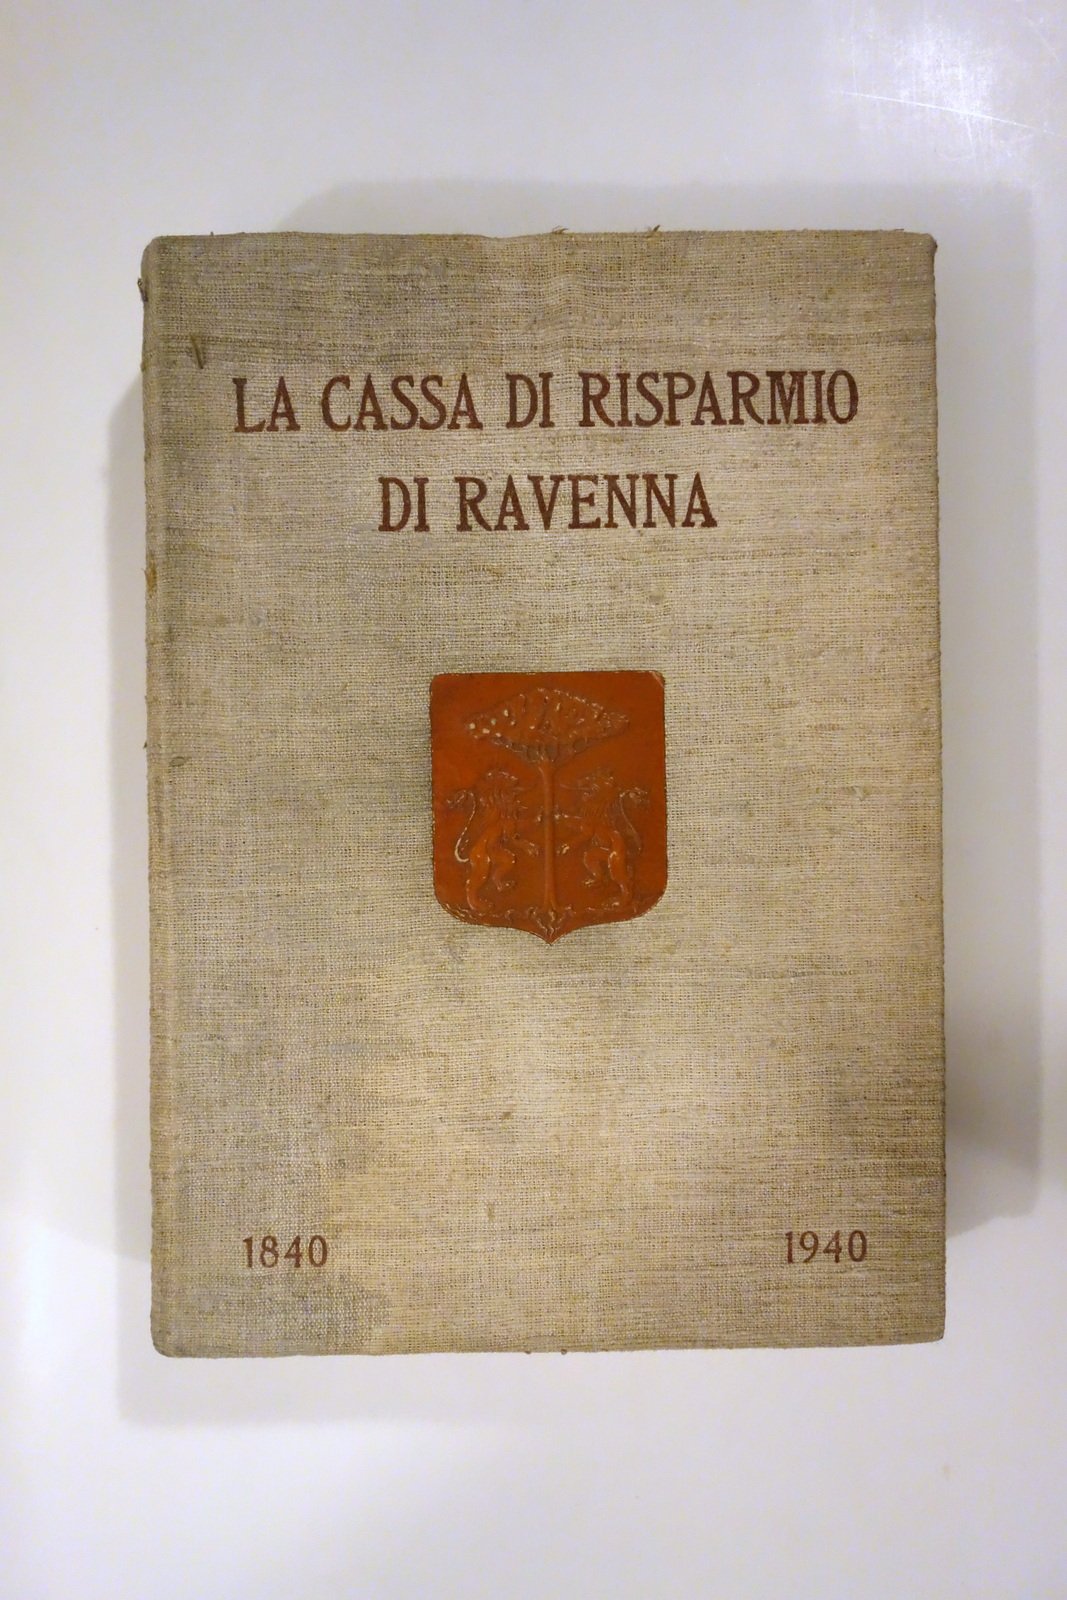 LA CASSA DI RISPARMIO
DI RAVENNA
1840
1940